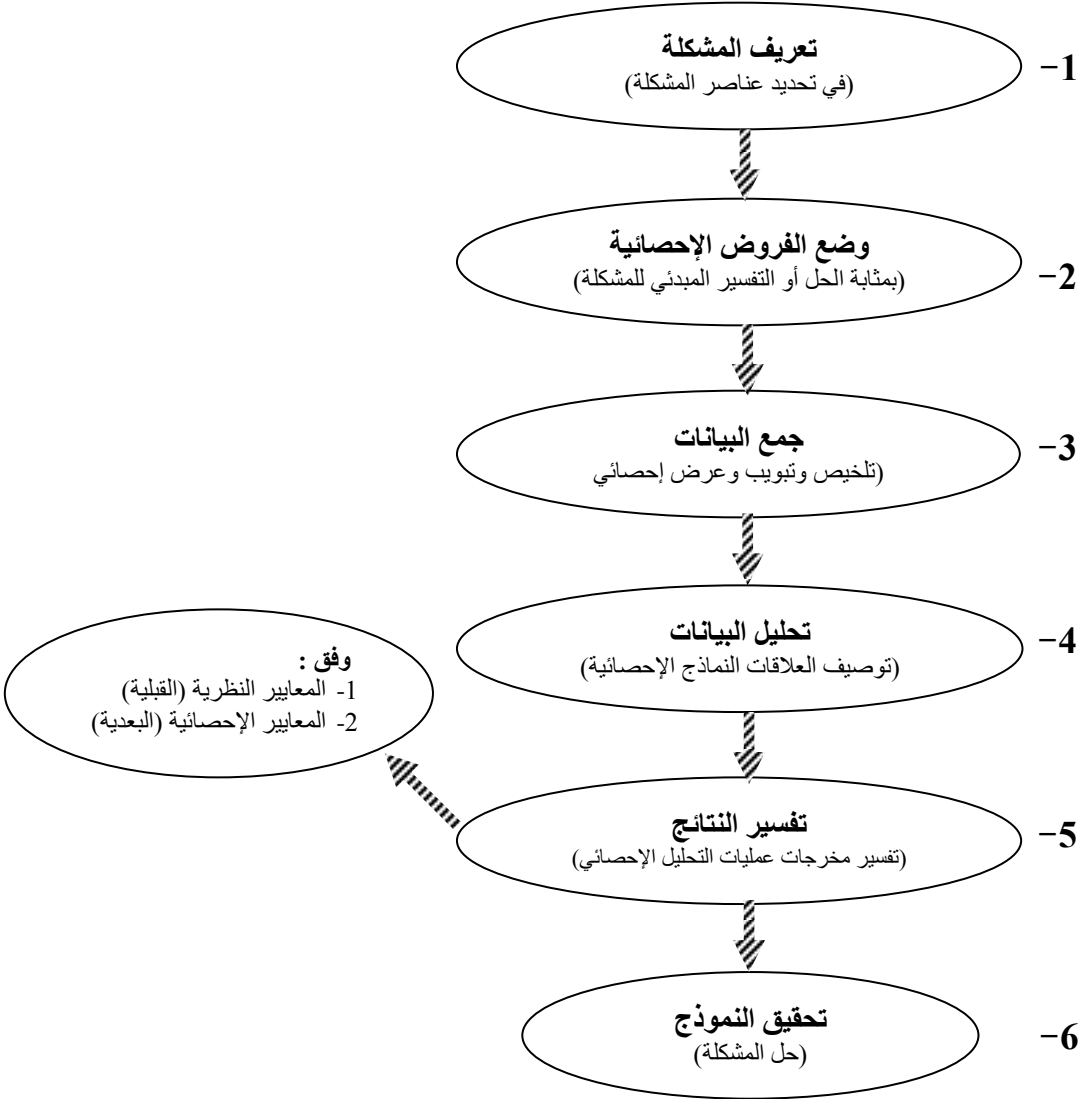 1-
تعريف المشكلة
(في تحديد عناصر المشكلة)
2-
وضع الفروض الإحصائية
(بمثابة الحل أو التفسير المبدئي للمشكلة)
3-
جمع البيانات
(تلخيص وتبويب وعرض إحصائي
4-
تحليل البيانات
(توصيف العلاقات النماذج الإحصائية)
وفق :
1- المعايير النظرية (القبلية)
2- المعايير الإحصائية (البعدية)
5-
تفسير النتائج
(تفسير مخرجات عمليات التحليل الإحصائي)
6-
تحقيق النموذج
(حل المشكلة)